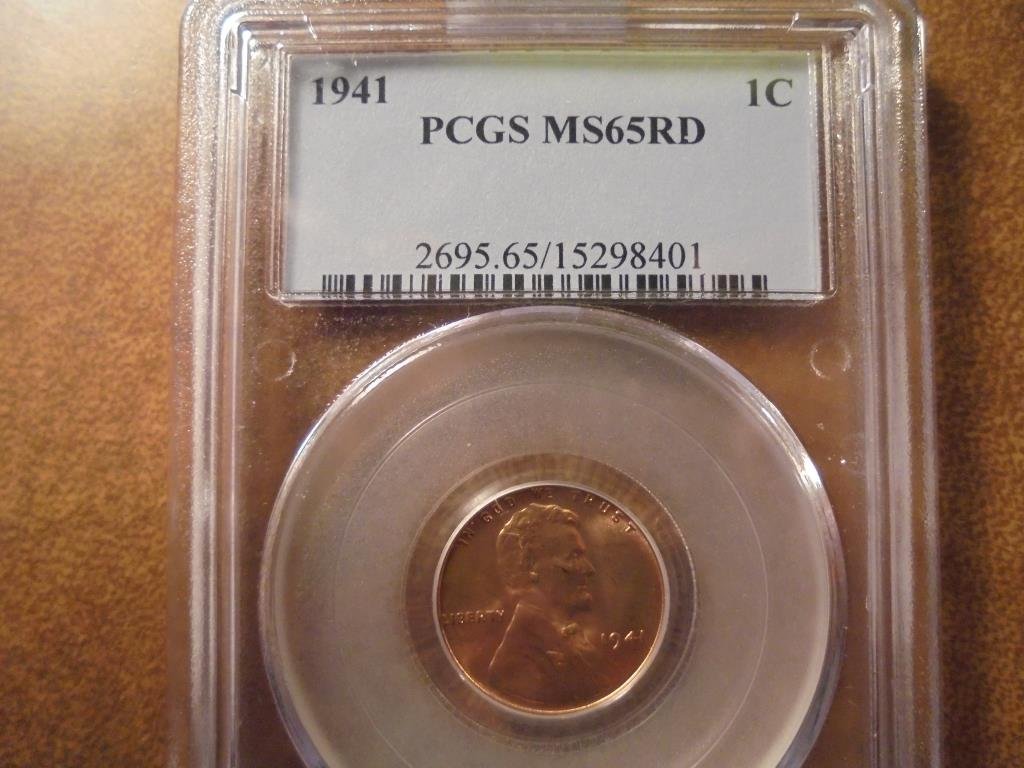 1941 1C
PCGS MS65RD
2695.65/15298401
IN GOD WE TRUST
LIBERTY
1941